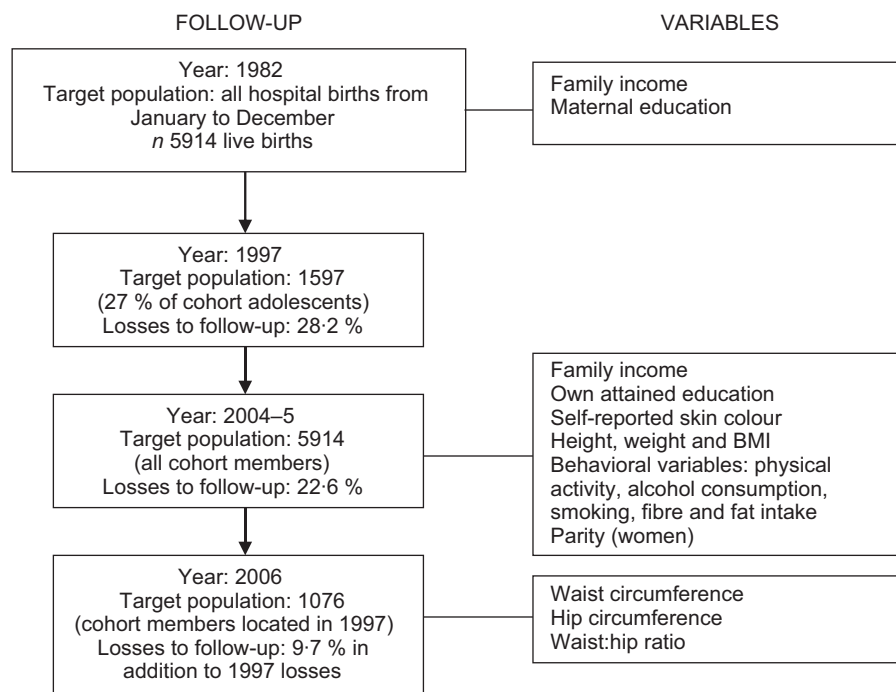 FOLLOW-UP
VARIABLES
Year: 1982
Target population: all hospital births from
January to December
n 5914 live births
Family income
Maternal education
Year: 1997
Target population: 1597
(27 % of cohort adolescents)
Losses to follow-up: 28·2 %
Year: 2004–5
Target population: 5914
(all cohort members)
Losses to follow-up: 22·6 %
Family income
Own attained education
Self-reported skin colour
Height, weight and BMI
Behavioral variables: physical
activity, alcohol consumption,
smoking, fibre and fat intake
Parity (women)
Year: 2006
Target population: 1076
(cohort members located in 1997)
Losses to follow-up: 9·7 % in
addition to 1997 losses
Waist circumference
Hip circumference
Waist:hip ratio